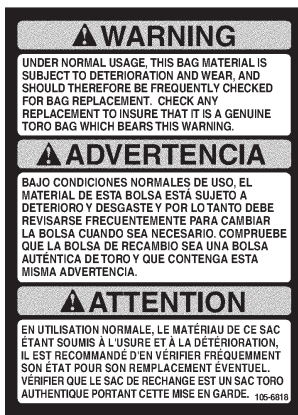 WARNING
UNDER NORMAL USAGE, THIS BAG MATERIAL IS
SUBJECT TO DETERIORATION AND WEAR, AND
SHOULD THEREFORE BE FREQUENTLY CHECKED
FOR BAG REPLACEMENT. CHECK ANY
REPLACEMENT TO INSURE THAT IT IS A GENUINE
TORO BAG WHICH BEARS THIS WARNING.
ADVERTENCIA
BAJO CONDICIONES NORMALES DE USO, EL
MATERIAL DE ESTA BOLSA ESTÁ SUJETO A
DETERIORO Y DESGASTE Y POR LO TANTO DEBE
REVISARSE FRECUENTEMENTE PARA CAMBIAR
LA BOLSA CUANDO SEA NECESARIO. COMPRUEBE
QUE LA BOLSA DE RECAMBIO SEA UNA BOLSA
AUTÉNTICA DE TORO Y QUE CONTENGA ESTA
MISMA ADVERTENCIA.
ATTENTION
EN UTILISATION NORMALE, LE MATÉRIAU DE CE SAC
ÉTANT SOUMIS À L'USURE ET À LA DÉTÉRIORATION,
IL EST RECOMMANDÉ D'EN VÉRIFIER FRÉQUEMMENT
SON ÉTAT POUR SON REMPLACEMENT ÉVENTUEL.
VÉRIFIER QUE LE SAC DE RECHANGE EST UN SAC TORO
AUTHENTIQUE PORTANT CETTE MISE EN GARDE. 105-6818